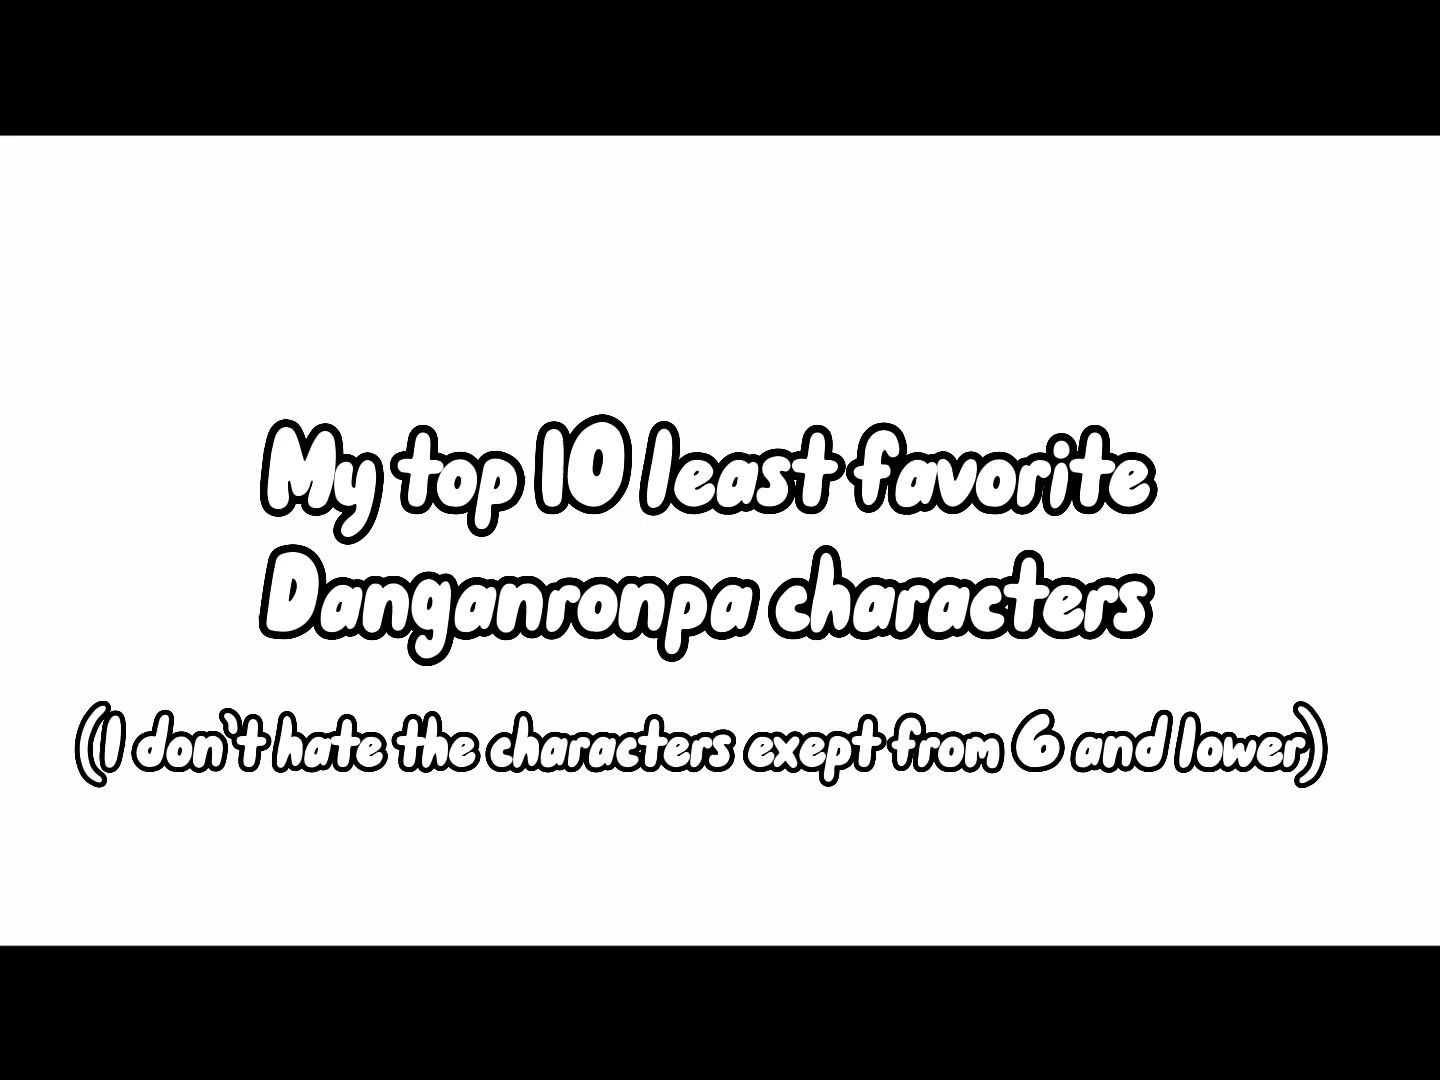 My top 10 least favorite
Danganronpa characters
(I don't hate the characters exept from 6 and lower)